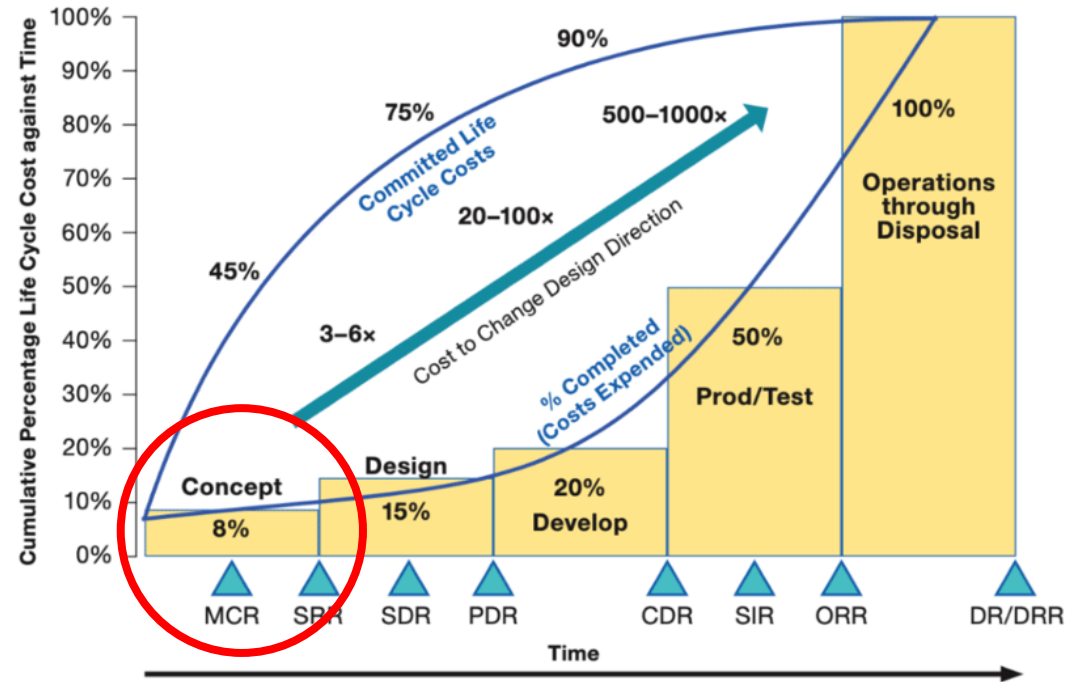 Cumulative Percentage Life Cycle Cost against Time
100%
90%
80%
70%
60%
50%
40%
30%
20%
10%
0%
90%
75%
500–1000×
100%
Committed Life
Cycle Costs
Operations
through
Disposal
20–100×
45%
Cost to Change Design Direction
3–6×
% Completed
(Costs Expended)
50%
Prod/Test
Design
Concept
20%
15%
8%
Develop
MCR
SRR
SDR
PDR
CDR
SIR
ORR
DR/DRR
Time